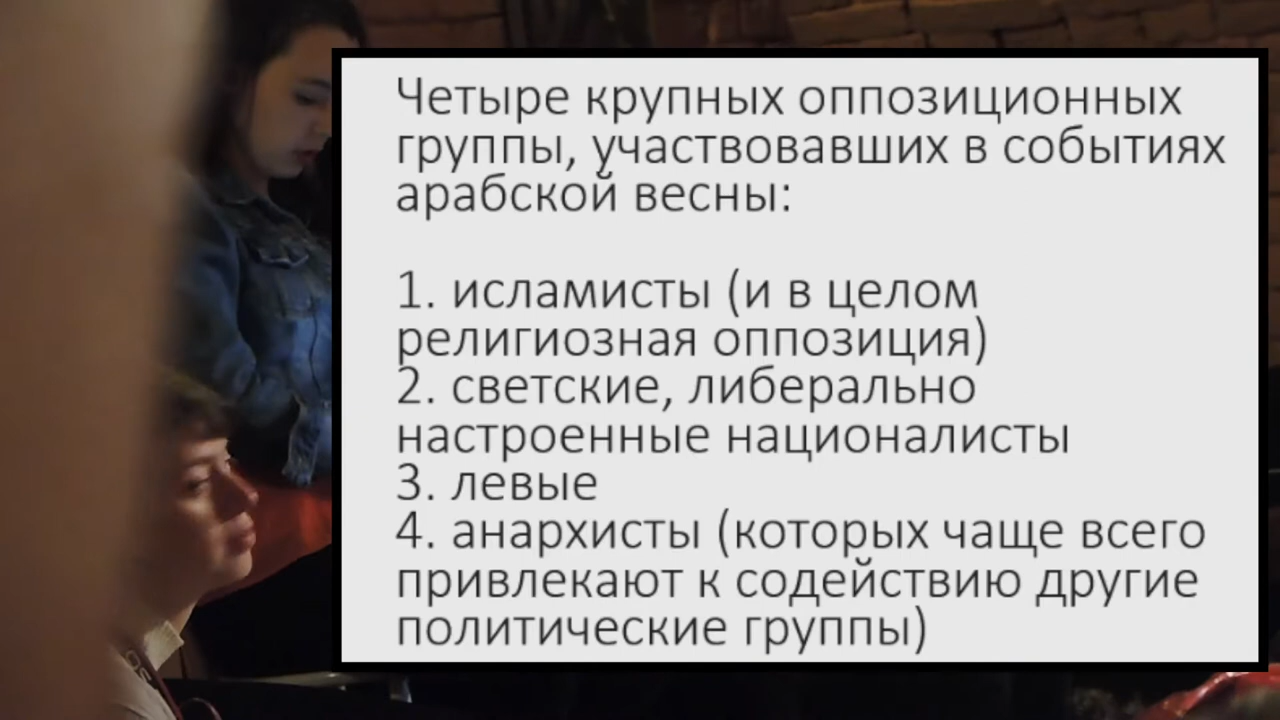 Четыре крупных оппозиционных
группы, участвовавших в событиях
арабской весны:
1. исламисты (и в целом
религиозная оппозиция)
2. светские, либерально
настроенные националисты
3. левые
4. анархисты (которых чаще всего
привлекают к содействию другие
политические группы)